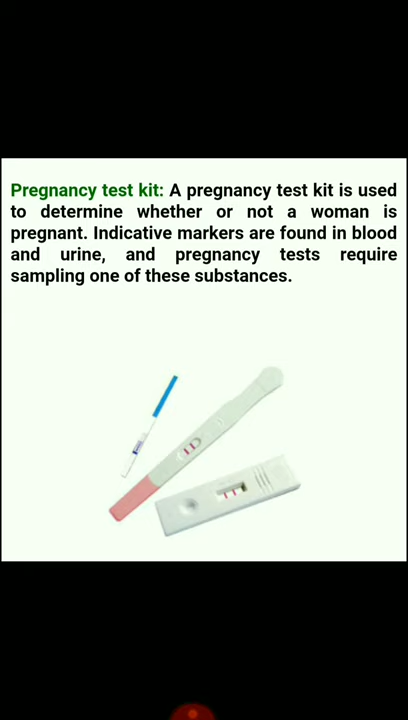 Pregnancy test kit: A pregnancy test kit is used
to determine whether or not a woman is
pregnant. Indicative markers are found in blood
and urine, and pregnancy tests require
sampling one of these substances.